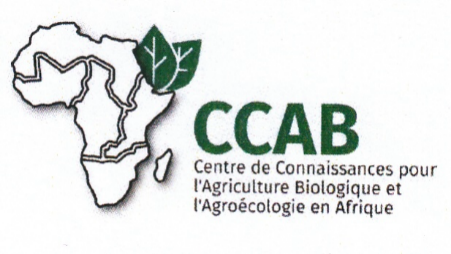 CCAB
Centre de Connaissances pour
l'Agriculture Biologique et
l'Agroécologie en Afrique